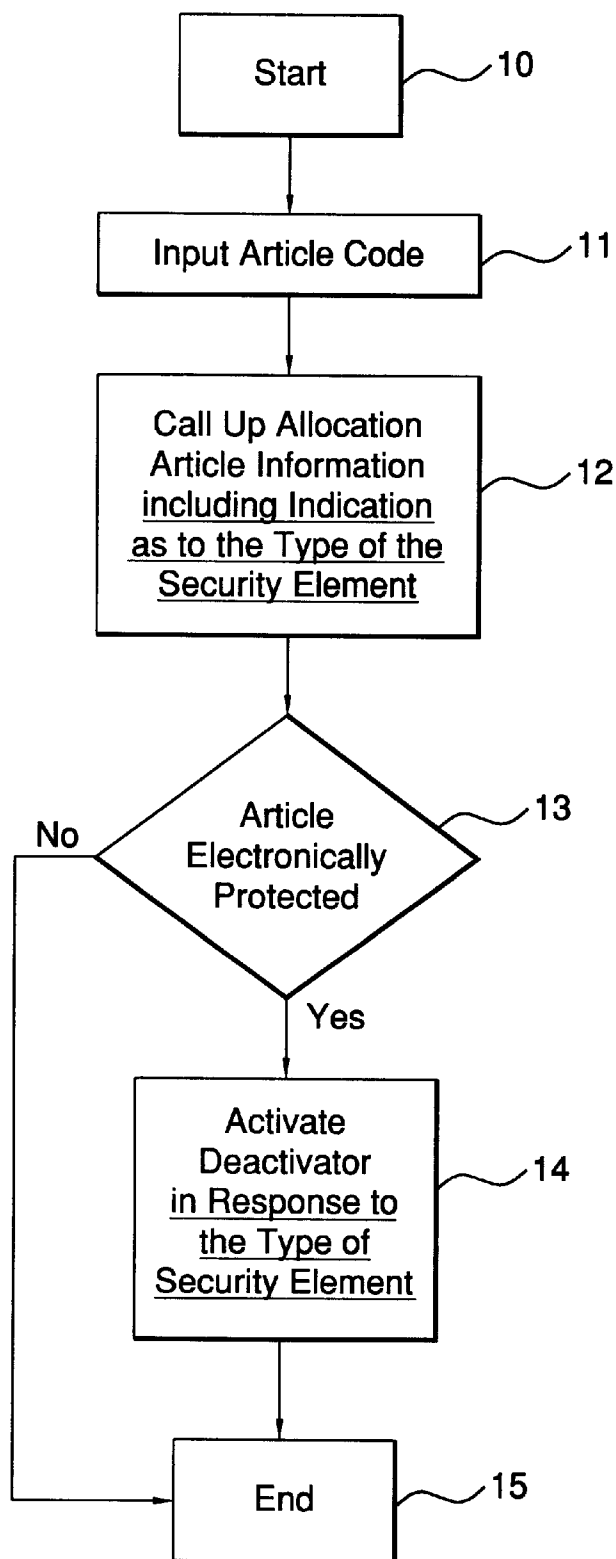 Start
10
Input Article Code
11
Call Up Allocation
Article Information
including Indication
as to the Type of the
Security Element
12
Article
Electronically
Protected
13
No
Yes
Activate
Deactivator
in Response to
the Type of
Security Element
14
End
15